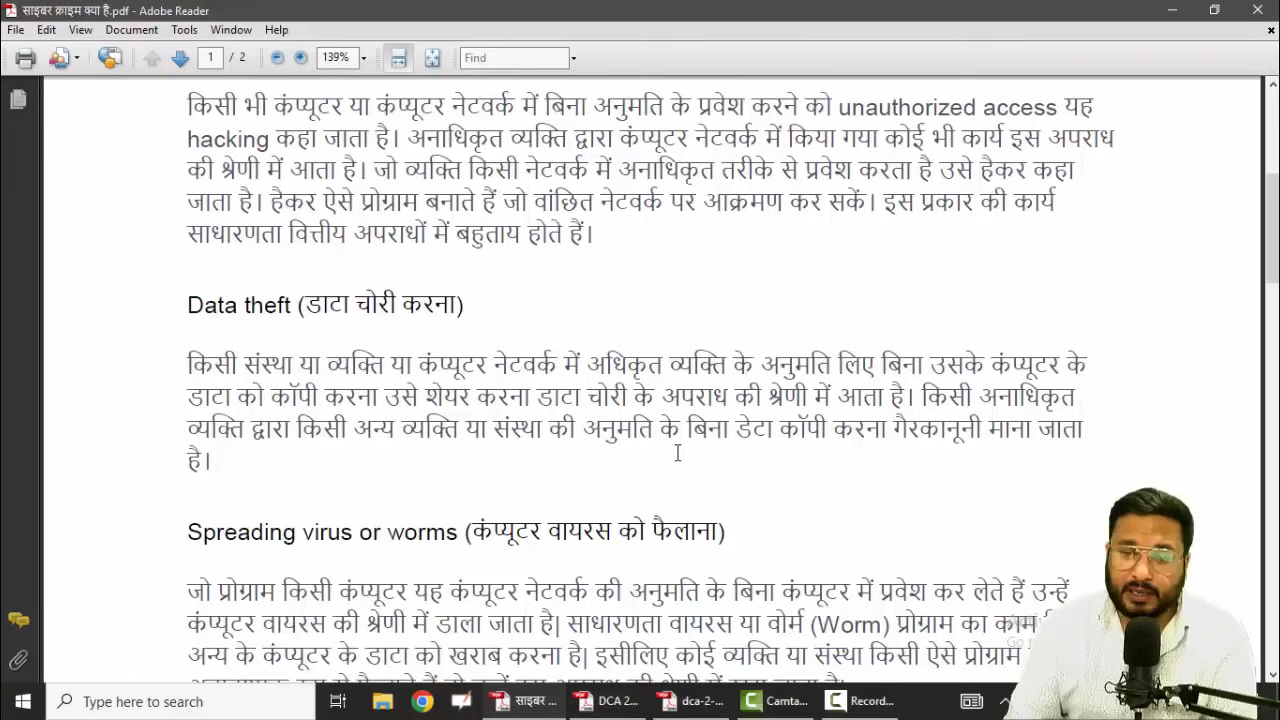 साइबर क्राइम क्या है.pdf - Adobe Reader
File Edit View Document Tools Window Help
1 / 2 139% Find
किसी भी कंप्यूटर या कंप्यूटर नेटवर्क में बिना अनुमति के प्रवेश करने को unauthorized access यह
hacking कहा जाता है। अनाधिकृत व्यक्ति द्वारा कंप्यूटर नेटवर्क में किया गया कोई भी कार्य इस अपराध
की श्रेणी में आता है। जो व्यक्ति किसी नेटवर्क में अनाधिकृत तरीके से प्रवेश करता है उसे हैकर कहा
जाता है। हैकर ऐसे प्रोग्राम बनाते हैं जो वांछित नेटवर्क पर आक्रमण कर सकें। इस प्रकार की कार्य
साधारणता वित्तीय अपराधों में बहुताय होते हैं।
Data theft (डाटा चोरी करना)
किसी संस्था या व्यक्ति या कंप्यूटर नेटवर्क में अधिकृत व्यक्ति के अनुमति लिए बिना उसके कंप्यूटर के
डाटा को कॉपी करना उसे शेयर करना डाटा चोरी के अपराध की श्रेणी में आता है। किसी अनाधिकृत
व्यक्ति द्वारा किसी अन्य व्यक्ति या संस्था की अनुमति के बिना डेटा कॉपी करना गैरकानूनी माना जाता
है।
Spreading virus or worms (कंप्यूटर वायरस को फैलाना)
जो प्रोग्राम किसी कंप्यूटर यह कंप्यूटर नेटवर्क की अनुमति के बिना कंप्यूटर में प्रवेश कर लेते हैं उन्हें
कंप्यूटर वायरस की श्रेणी में डाला जाता है| साधारणता वायरस या वोर्म (Worm) प्रोग्राम का काम
अन्य के कंप्यूटर के डाटा को खराब करना है| इसीलिए कोई व्यक्ति या संस्था किसी ऐसे प्रोग्राम
Type here to search साइबर ... DCA 2... dca-2-... Camta... Record...